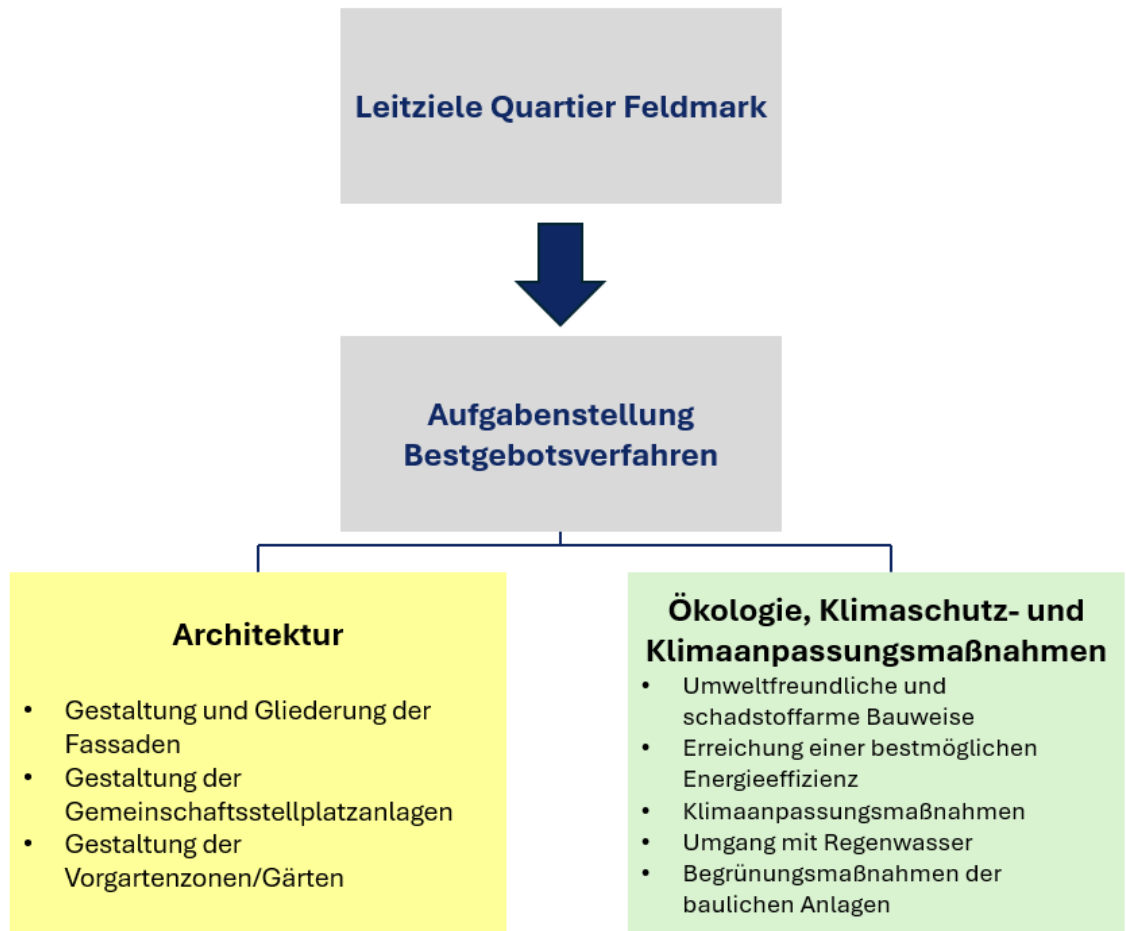 Leitziele Quartier Feldmark
Aufgabenstellung
Bestgebotsverfahren
Architektur
• Gestaltung und Gliederung der
Fassaden
• Gestaltung der
Gemeinschaftsstellplatzanlagen
• Gestaltung der
Vorgartenzonen/Gärten
Ökologie, Klimaschutz- und
Klimaanpassungsmaßnahmen
• Umweltfreundliche und
schadstoffarme Bauweise
• Erreichung einer bestmöglichen
Energieeffizienz
• Klimaanpassungsmaßnahmen
• Umgang mit Regenwasser
• Begrünungsmaßnahmen der
baulichen Anlagen